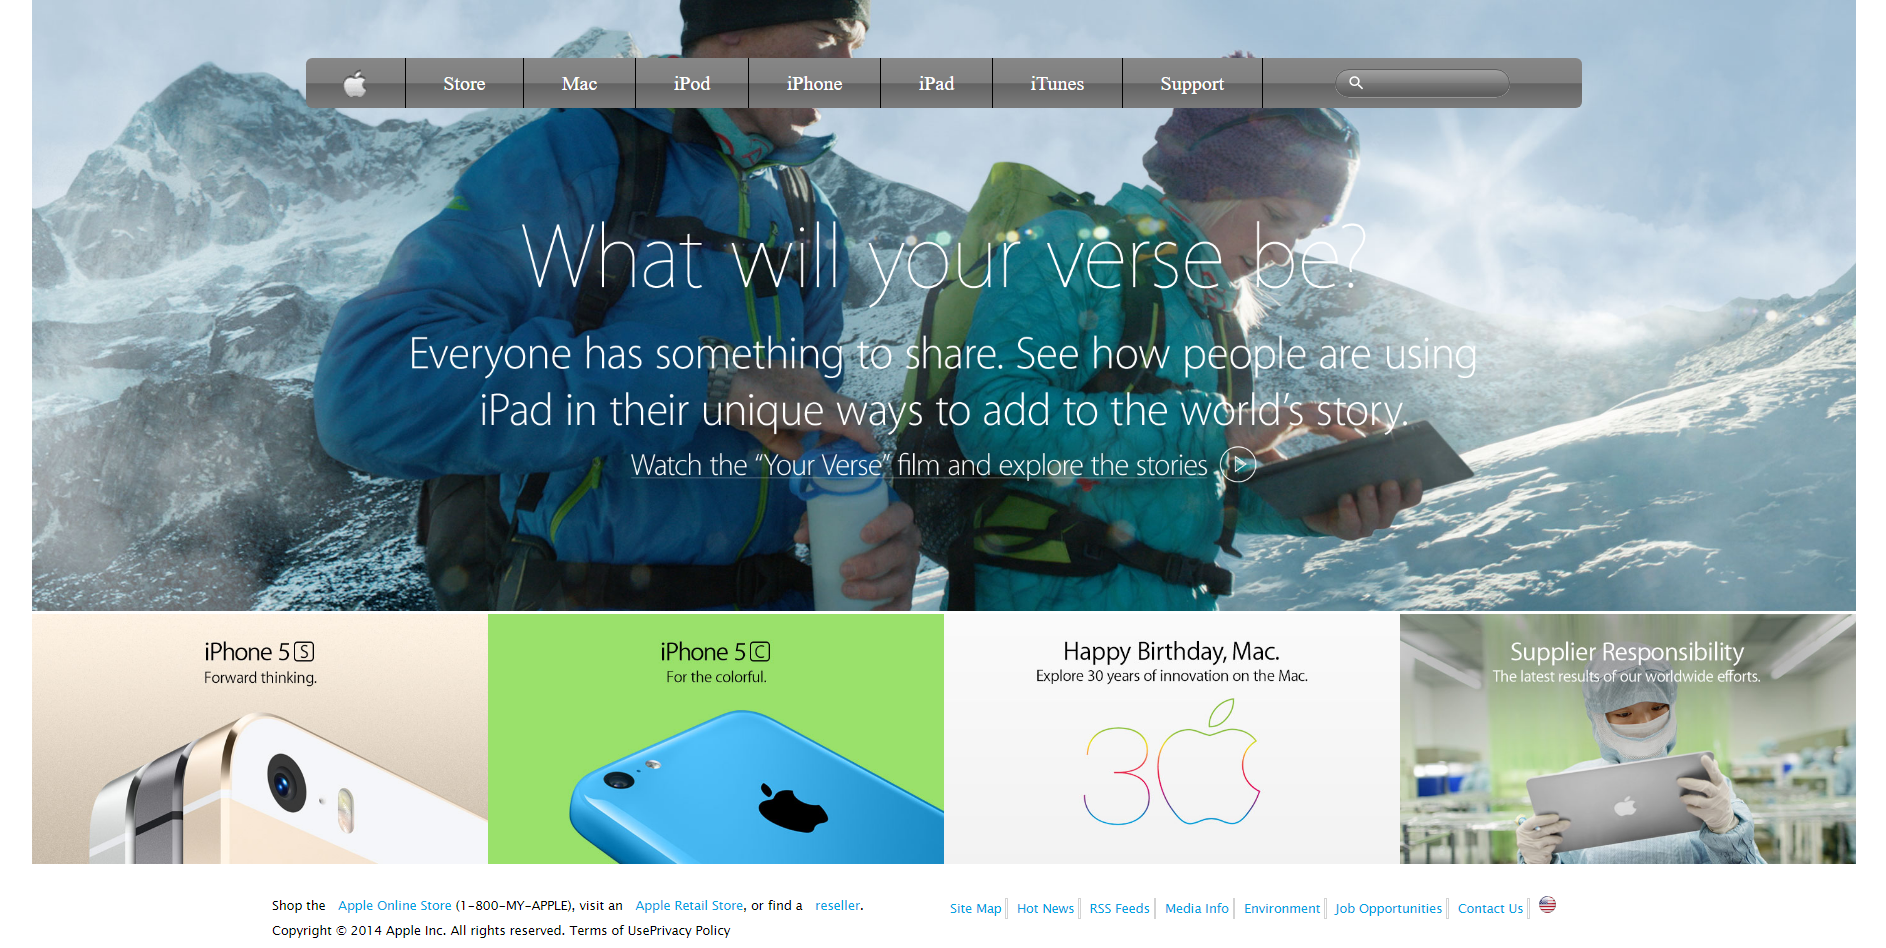 Store Mac iPod iPhone iPad iTunes Support
What will your verse be?
Everyone has something to share. See how people are using
iPad in their unique ways to add to the world's story.
Watch the “Your Verse” film and explore the stories
iPhone 5S
Forward thinking.
iPhone 5C
For the colorful.
Happy Birthday, Mac.
Explore 30 years of innovation on the Mac.
30
Supplier Responsibility
The latest results of our worldwide efforts.
Shop the Apple Online Store (1-800-MY-APPLE), visit an Apple Retail Store, or find a reseller.
Site Map Hot News RSS Feeds Media Info Environment Job Opportunities Contact Us
Copyright © 2014 Apple Inc. All rights reserved. Terms of UsePrivacy Policy